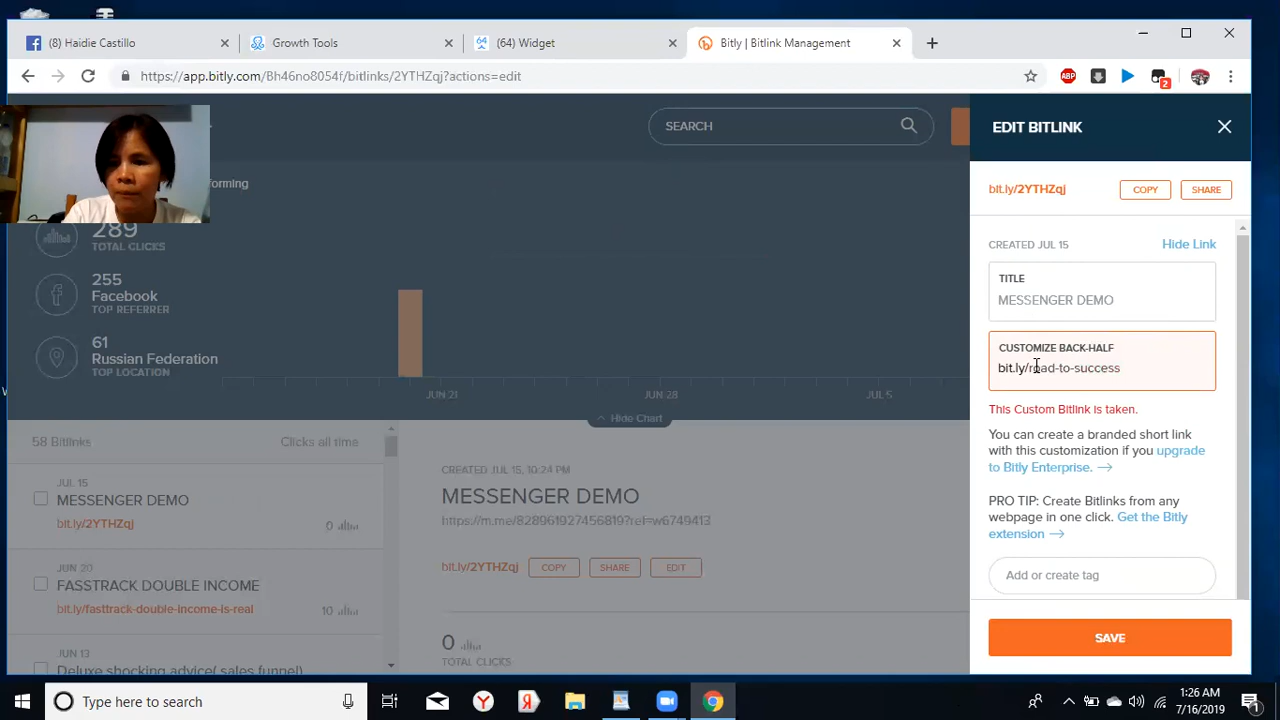 (8) Haidie Castillo
Growth Tools
(64) Widget
Bitly | Bitlink Management
https://app.bitly.com/Bh46no8054f/bitlinks/2YTHZqj?actions=edit
ABP
2
SEARCH
EDIT BITLINK
forming
bit.ly/2YTHZqj
COPY
SHARE
289
TOTAL CLICKS
CREATED JUL 15
Hide Link
255
Facebook
TOP REFERRER
TITLE
MESSENGER DEMO
61
Russian Federation
TOP LOCATION
CUSTOMIZE BACK-HALF
bit.ly/road-to-success
JUN 21
JUN 28
JUL 5
This Custom Bitlink is taken.
Hide Chart
You can create a branded short link
with this customization if you upgrade
to Bitly Enterprise.
58 Bitlinks
Clicks all time
CREATED JUL 15, 10:24 PM
MESSENGER DEMO
https://m.me/828961927456819?ref=w6749413
JUL 15
MESSENGER DEMO
bit.ly/2YTHZqj
0
PRO TIP: Create Bitlinks from any
webpage in one click. Get the Bitly
extension
bit.ly/2YTHZqj
COPY
SHARE
EDIT
Add or create tag
JUN 20
FASTTRACK DOUBLE INCOME
bit.ly/fasttrack-double-income-is-real
10
0
TOTAL CLICKS
SAVE
JUN 13
Deluxe shocking advice( sales funnel)
Type here to search
1:26 AM
7/16/2019
1